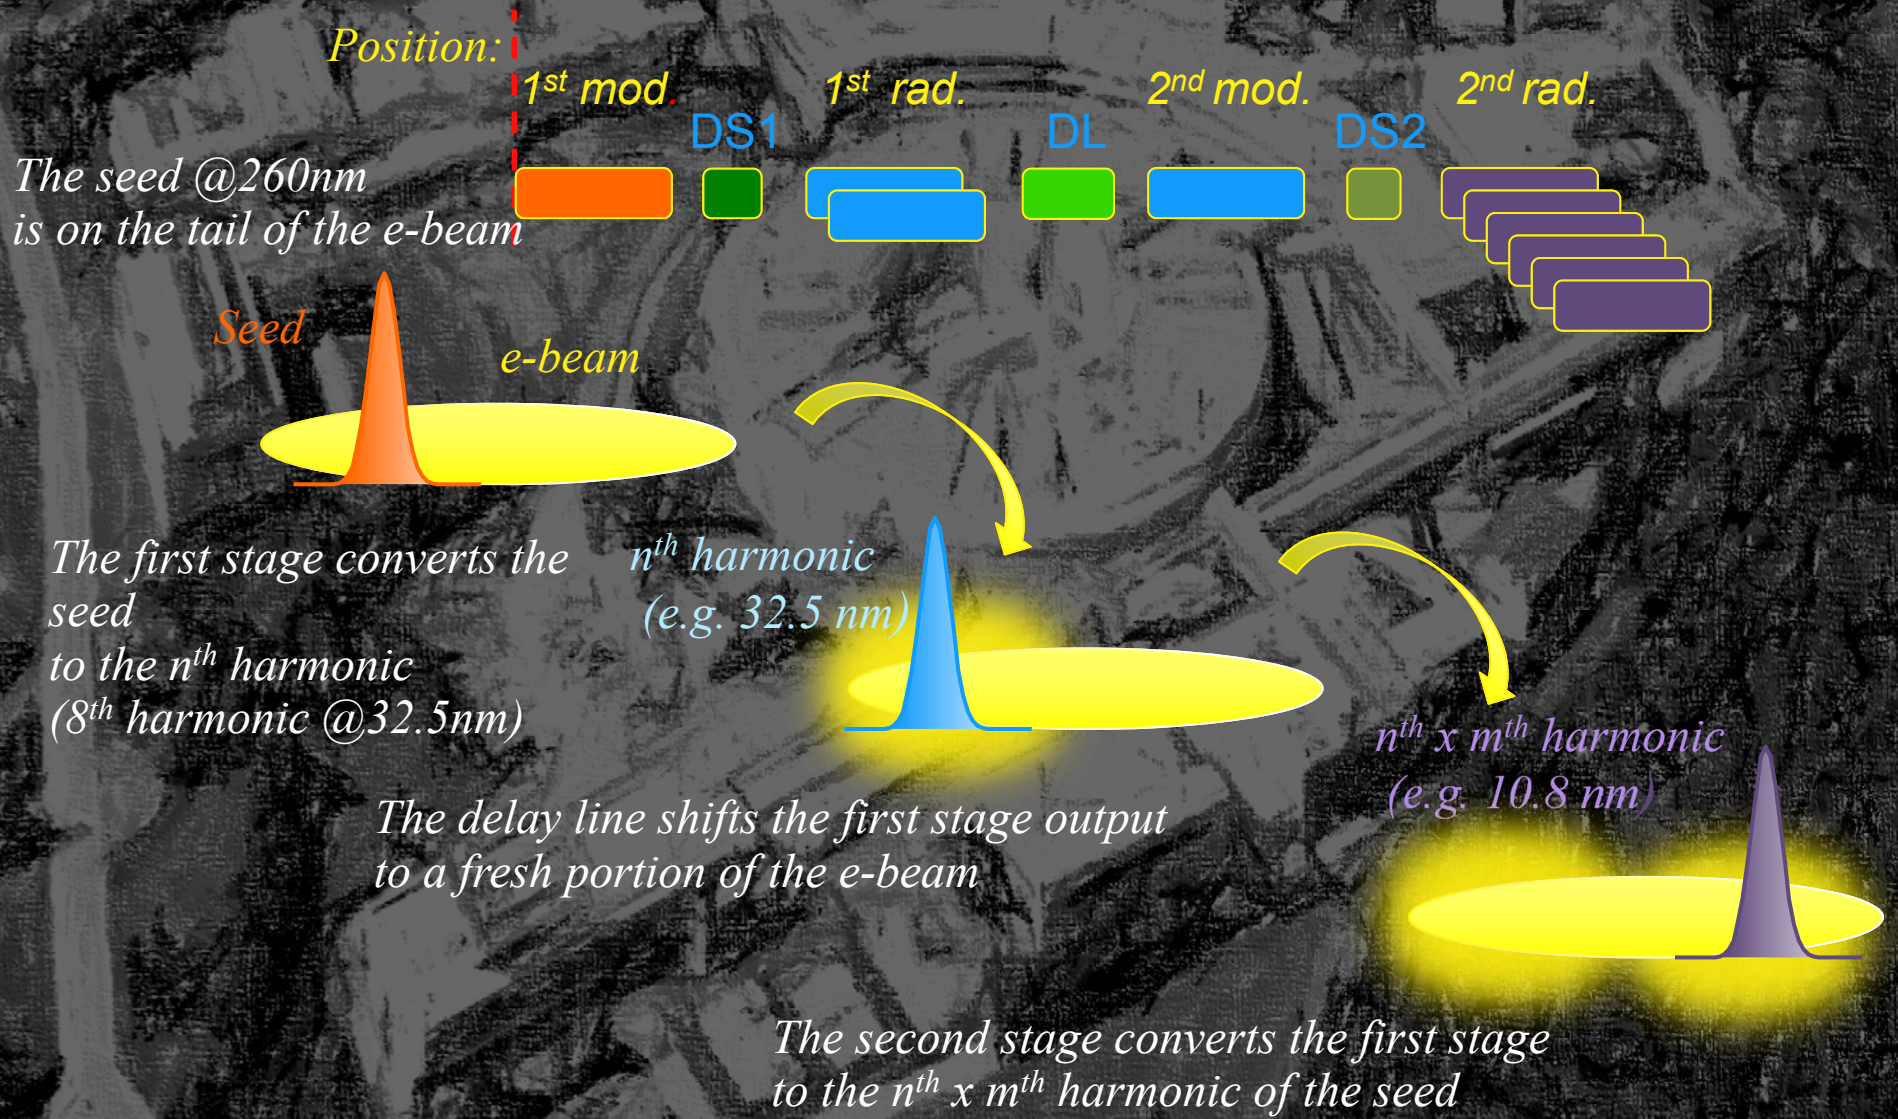 Position:
1st mod.
1st rad.
2nd mod.
2nd rad.
DS1
DL
DS2
The seed @260nm
is on the tail of the e-beam
Seed
e-beam
The first stage converts the
seed
to the nth harmonic
(8th harmonic @32.5nm)
nth harmonic
(e.g. 32.5 nm)
The delay line shifts the first stage output
to a fresh portion of the e-beam
nth x mth harmonic
(e.g. 10.8 nm)
The second stage converts the first stage
to the nth x mth harmonic of the seed